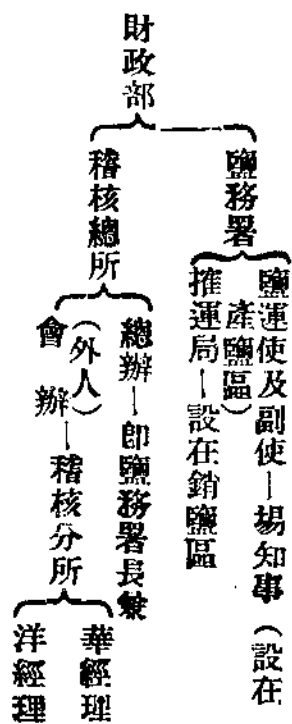 財政部
鹽務署
鹽運使及副使—場知事（設在
產鹽區）
搉運局—設在銷鹽區
稽核總所
總辦—即鹽務署長兼
（外人）
會辦—稽核分所
華經理
洋經理